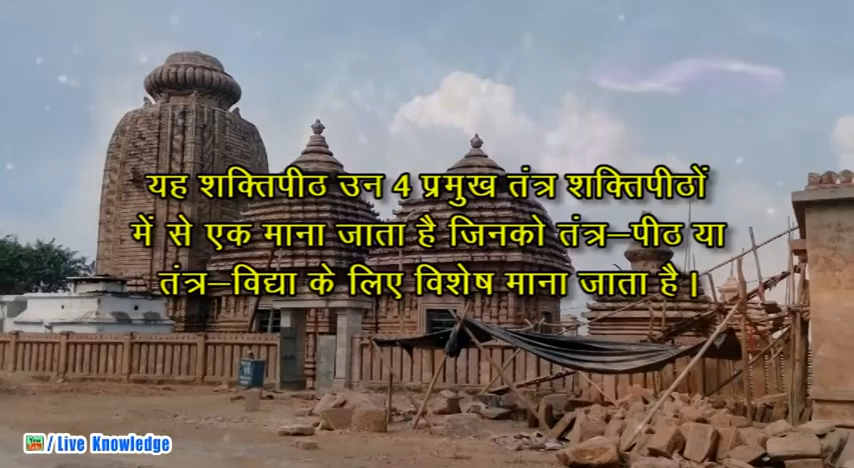 यह शक्तिपीठ उन 4 प्रमुख तंत्र शक्तिपीठों
में से एक माना जाता है जिनको तंत्र–पीठ या
तंत्र–विद्या के लिए विशेष माना जाता है।
/ Live Knowledge